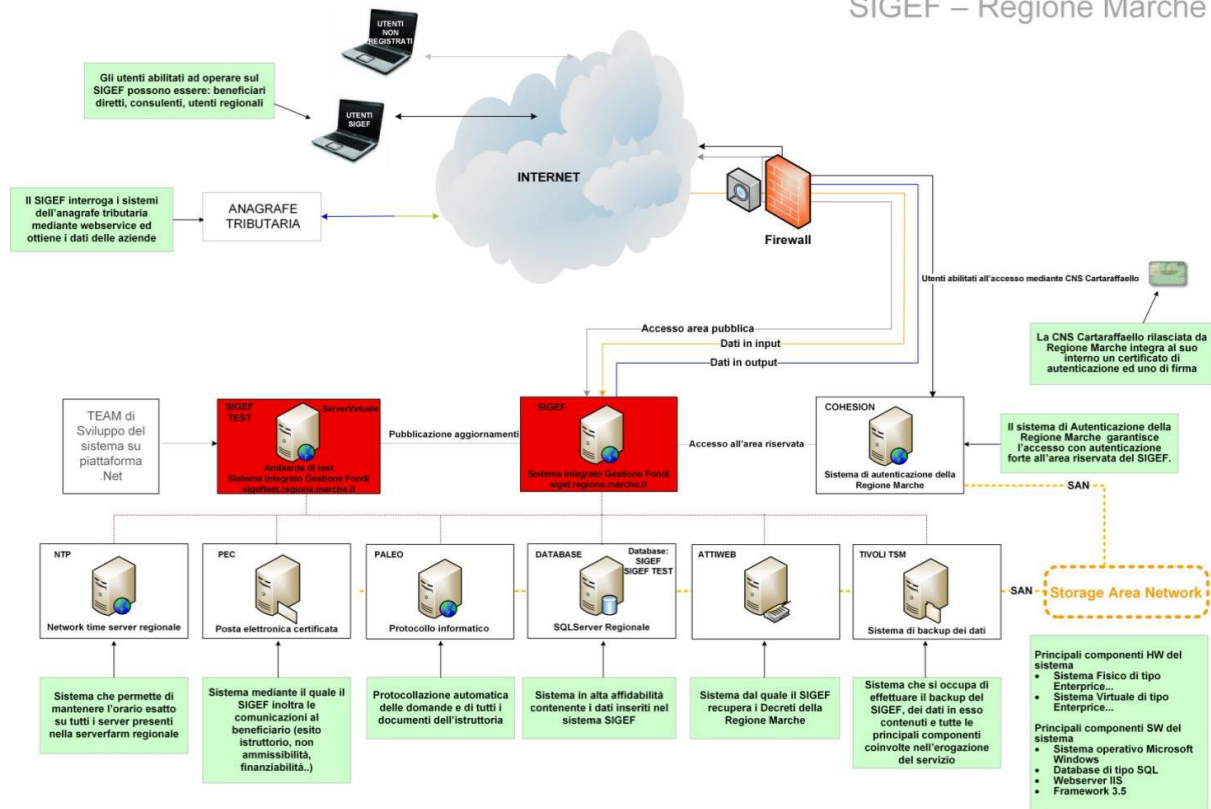 SIGEF – Regione Marche
UTENTI
NON
REGISTRATI
Gli utenti abilitati ad operare sul
SIGEF possono essere: beneficiari
diretti, consulenti, utenti regionali
UTENTI
SIGEF
INTERNET
Il SIGEF interroga i sistemi
dell'anagrafe tributaria
mediante webservice ed
ottiene i dati delle aziende
ANAGRAFE
TRIBUTARIA
Firewall
Utenti abilitati all'accesso mediante CNS Cartaraffaello
La CNS Cartaraffaello rilasciata da
Regione Marche integra al suo
interno un certificato di
autenticazione ed uno di firma
Accesso area pubblica
Dati in input
Dati in output
TEAM di
Sviluppo del
sistema su
piattaforma
.Net
SIGEF
TEST
ServerVirtuale
Ambiente di test
Sistema Integrato Gestione Fondi
sigeftest.regione.marche.it
Pubblicazione aggiornamenti
SIGEF
Sistema Integrato Gestione Fondi
sigef.regione.marche.it
Accesso all'area riservata
COHESION
Sistema di autenticazione della
Regione Marche
Il sistema di Autenticazione della
Regione Marche garantisce
l'accesso con autenticazione
forte all'area riservata del SIGEF.
SAN
NTP
Network time server regionale
PEC
Posta elettronica certificata
PALEO
Protocollo informatico
DATABASE
Database:
SIGEF
SIGEF TEST
SQLServer Regionale
ATTIWEB
TIVOLI TSM
Sistema di backup dei dati
SAN
Storage Area Network
Sistema che permette di
mantenere l'orario esatto
su tutti i server presenti
nella serverfarm regionale
Sistema mediante il quale il
SIGEF inoltra le
comunicazioni al
beneficiario (esito
istruttorio, non
ammissibilità,
finanziabilità..)
Protocollazione automatica
delle domande e di tutti i
documenti dell'istruttoria
Sistema in alta affidabilità
contenente i dati inseriti nel
sistema SIGEF
Sistema dal quale il SIGEF
recupera i Decreti della
Regione Marche
Sistema che si occupa di
effettuare il backup del
SIGEF, dei dati in esso
contenuti e tutte le
principali componenti
coinvolte nell'erogazione
del servizio
Principali componenti HW del
sistema
• Sistema Fisico di tipo
Enterprice...
• Sistema Virtuale di tipo
Enterprice...
Principali componenti SW del
sistema
• Sistema operativo Microsoft
Windows
• Database di tipo SQL
• Webserver IIS
• Framework 3.5